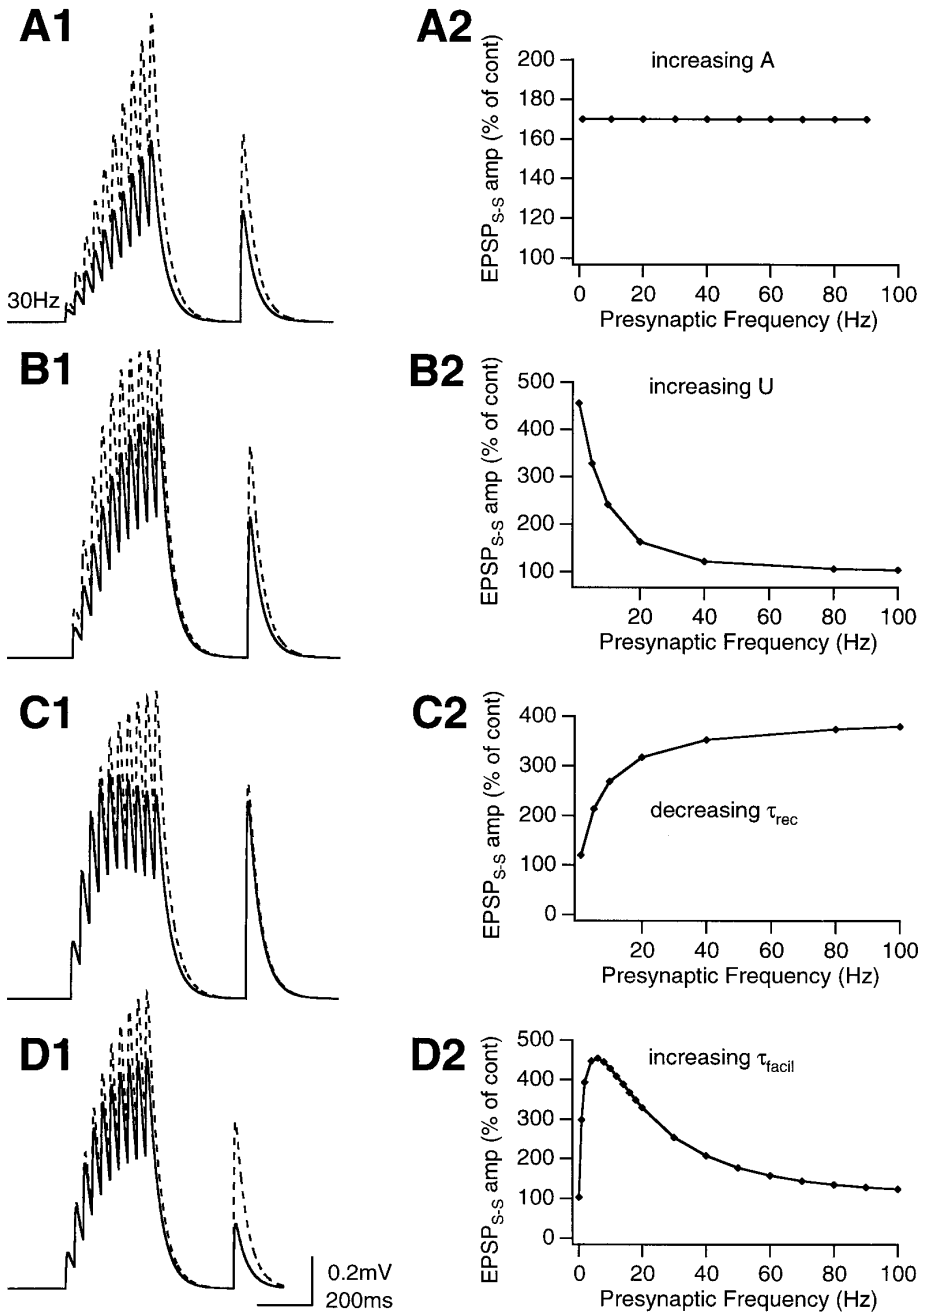 A1
30Hz
A2
increasing A
EPSPS-S amp (% of cont)
200
180
160
140
120
100
0 20 40 60 80 100
Presynaptic Frequency (Hz)
B1
B2
increasing U
EPSPS-S amp (% of cont)
500
400
300
200
100
20 40 60 80 100
Presynaptic Frequency (Hz)
C1
C2
decreasing τrec
EPSPS-S amp (% of cont)
400
300
200
100
0
20 40 60 80 100
Presynaptic Frequency (Hz)
D1
0.2mV
200ms
D2
increasing τfacil
EPSPS-S amp (% of cont)
500
400
300
200
100
0
0 20 40 60 80 100
Presynaptic Frequency (Hz)